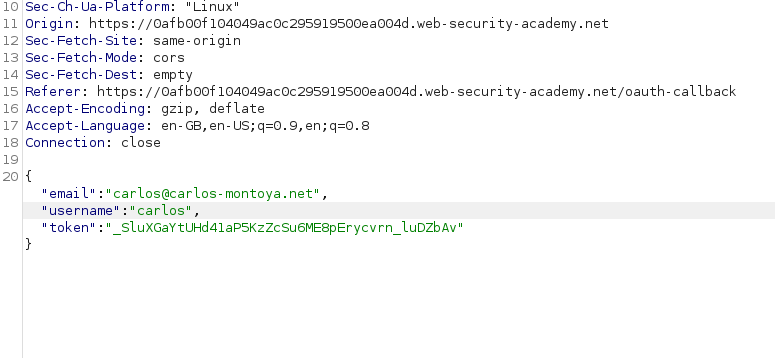 10 Sec-Ch-Ua-Platform: "Linux"
11 Origin: https://0afb00f104049ac0c295919500ea004d.web-security-academy.net
12 Sec-Fetch-Site: same-origin
13 Sec-Fetch-Mode: cors
14 Sec-Fetch-Dest: empty
15 Referer: https://0afb00f104049ac0c295919500ea004d.web-security-academy.net/oauth-callback
16 Accept-Encoding: gzip, deflate
17 Accept-Language: en-GB,en-US;q=0.9,en;q=0.8
18 Connection: close
19
20 {
"email":"carlos@carlos-montoya.net",
"username":"carlos",
"token":"_SluXGaYtUHd41aP5KzZcSu6ME8pErycvrn_luDZbAv"
}